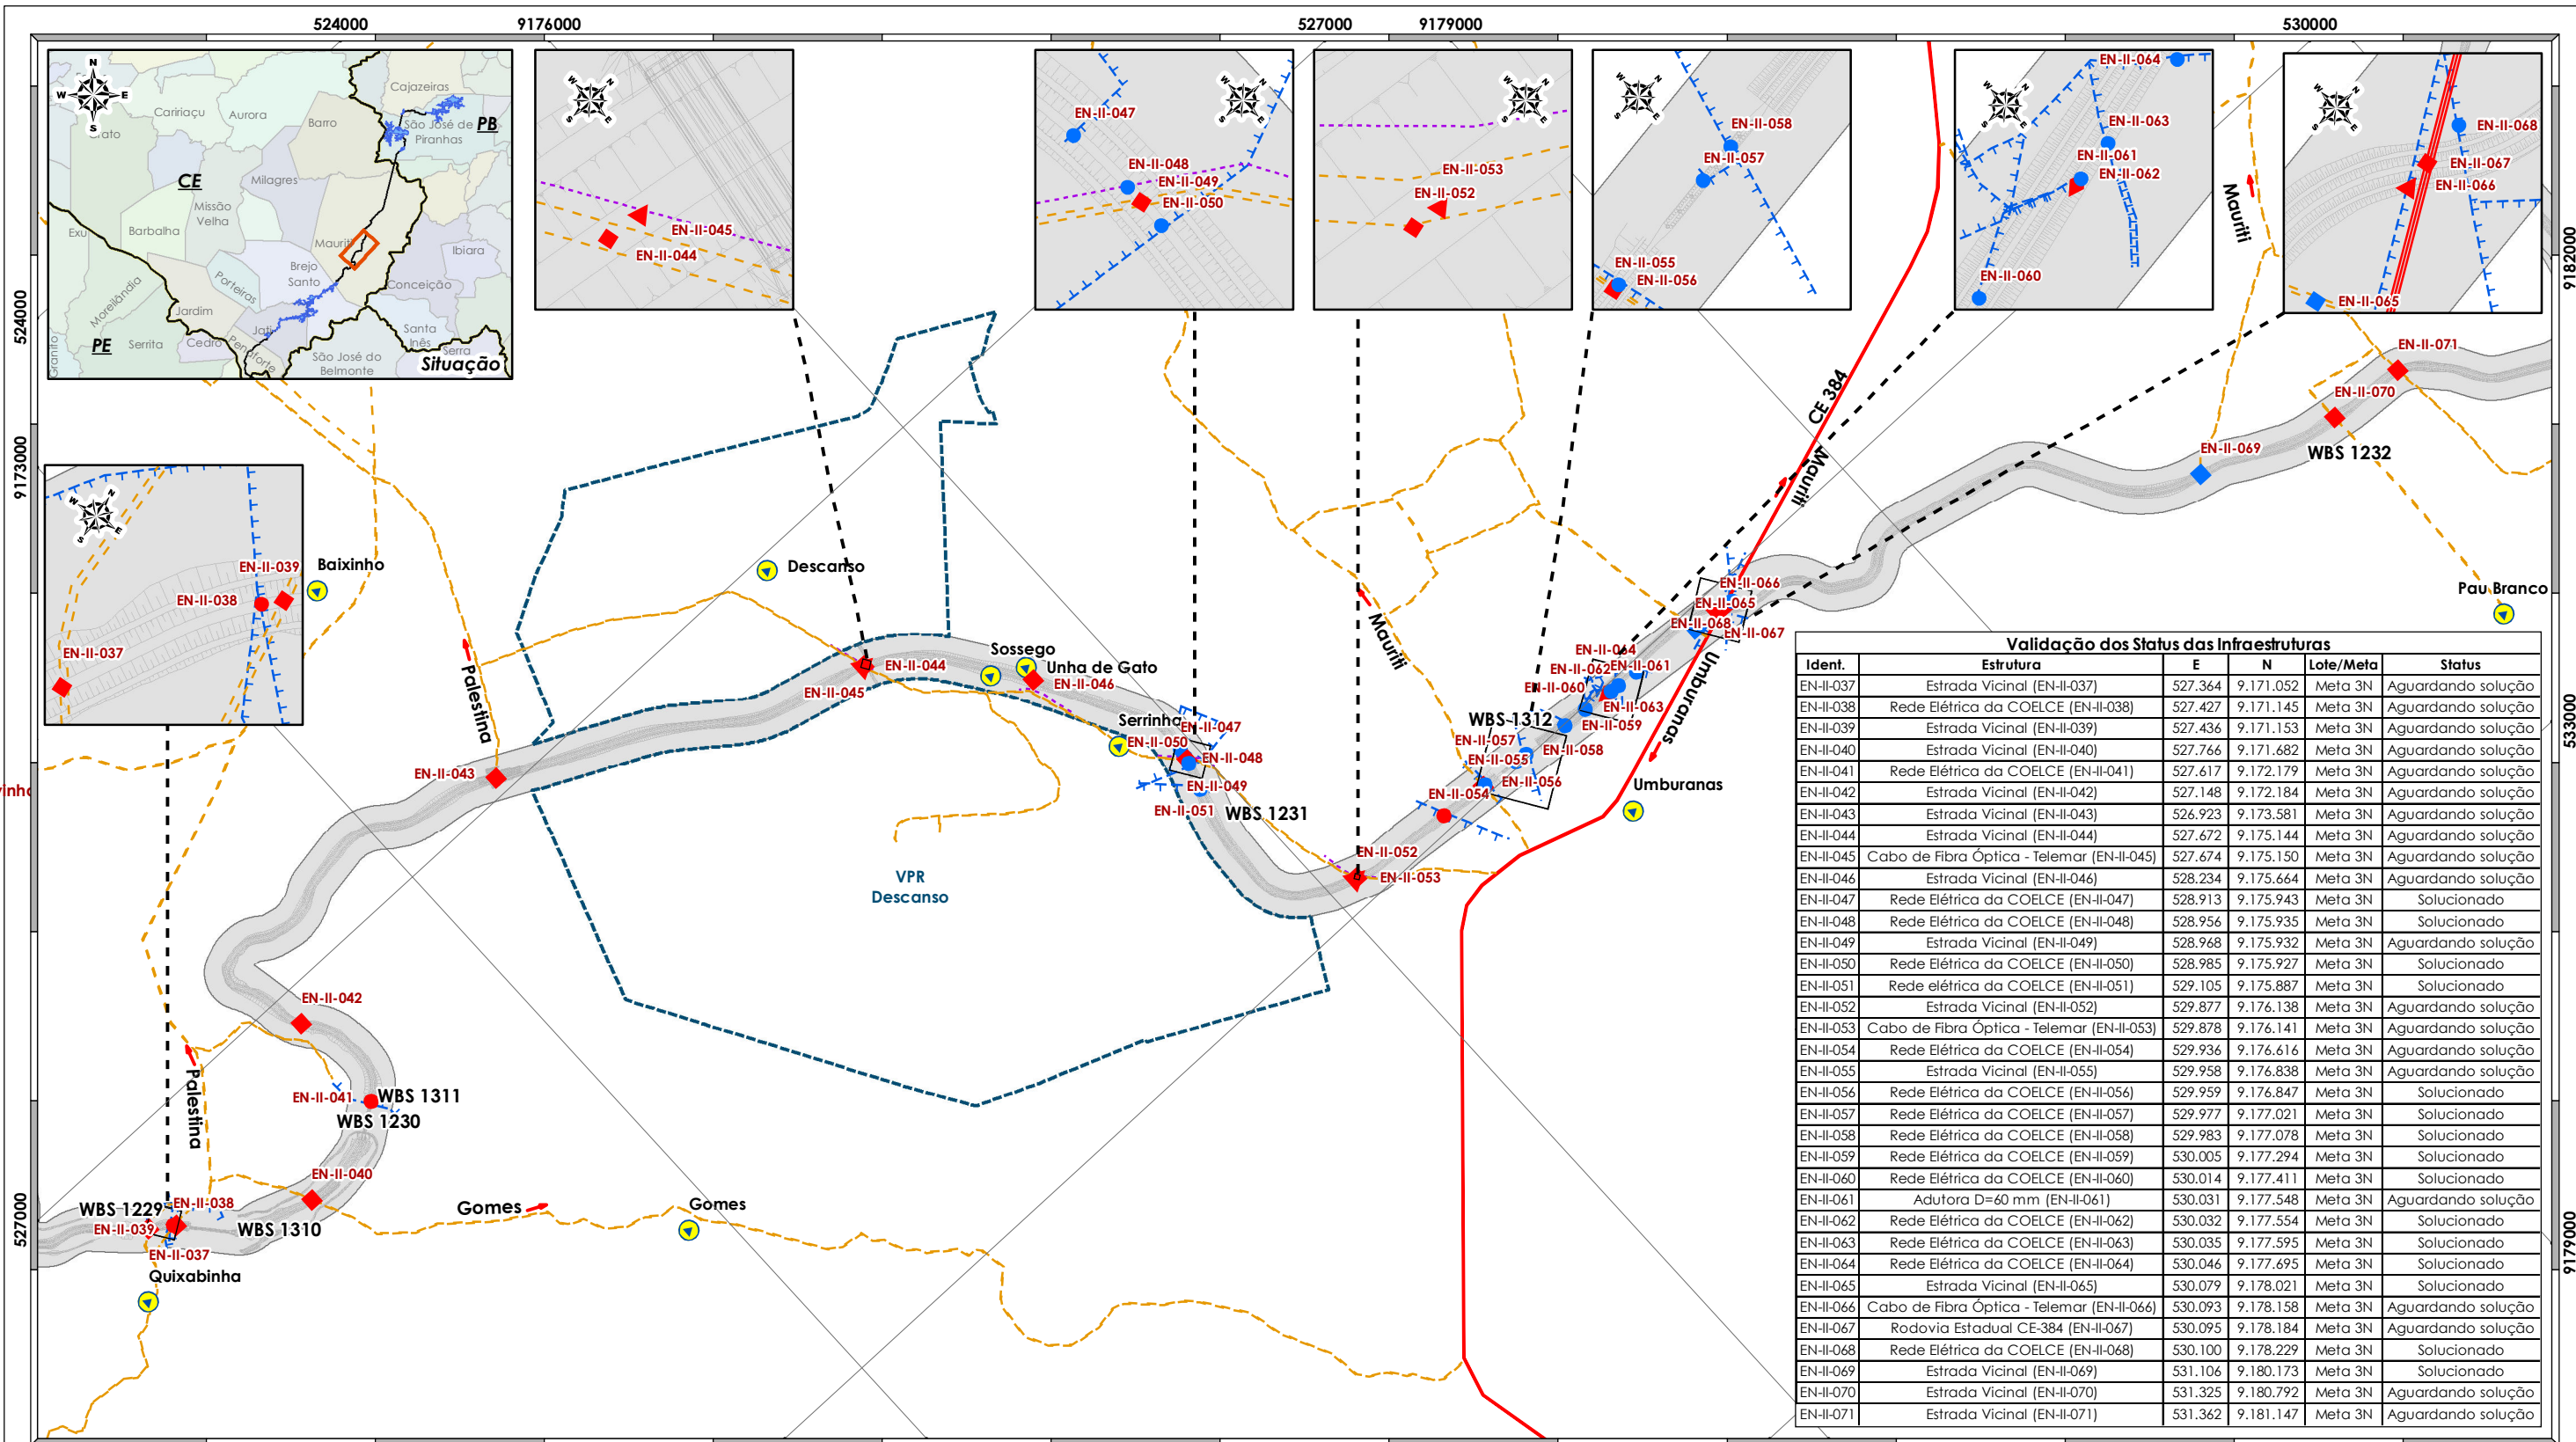 524000
9176000
527000
9179000
530000
524000
9173000
527000
9182000
533000
9179000
N
W
E
S
Cajazeiras
Caririaçu
Aurora
Barro
São José de
Piranhas
PB
CE
Milagres
Missão
Velha
Exu
Barbalha
Mauriti
Ibiara
Brejo
Santo
Porteiras
Conceição
Moreilândia
Jardim
Jati
Santa
Inês
PE
Serrita
Cedro
Penaforte
São José do
Belmonte
Serra
Granito
Situação
EN-II-045
EN-II-044
EN-II-047
EN-II-048
EN-II-049
EN-II-050
EN-II-053
EN-II-052
EN-II-058
EN-II-057
EN-II-055
EN-II-056
EN-II-064
EN-II-063
EN-II-061
EN-II-062
EN-II-060
EN-II-068
EN-II-067
EN-II-066
EN-II-065
EN-II-039
EN-II-038
EN-II-037
Mauriti
CE 384
Mauriti
EN-II-071
EN-II-070
WBS 1232
EN-II-069
Pau Branco
Baixinho
Descanso
Sossego
Unha de Gato
EN-II-044
EN-II-045
EN-II-046
Palestina
Mauriti
Serrinha
EN-II-047
EN-II-050
EN-II-048
EN-II-049
EN-II-051
WBS 1231
EN-II-043
EN-II-066
EN-II-065
EN-II-068
EN-II-067
EN-II-064
EN-II-062
EN-II-061
EN-II-060
EN-II-063
EN-II-059
WBS 1312
EN-II-057
EN-II-058
EN-II-055
EN-II-056
EN-II-054
Umburanas
Umburanas
EN-II-052
EN-II-053
VPR
Descanso
EN-II-042
Palestina
EN-II-041
WBS 1311
WBS 1230
EN-II-040
WBS 1229
EN-II-038
EN-II-039
WBS 1310
EN-II-037
Quixabinha
Gomes
Gomes
Validação dos Status das Infraestruturas
Ident. Estrutura E N Lote/Meta Status
EN-II-037 Estrada Vicinal (EN-II-037) 527.364 9.171.052 Meta 3N Aguardando solução
EN-II-038 Rede Elétrica da COELCE (EN-II-038) 527.427 9.171.145 Meta 3N Aguardando solução
EN-II-039 Estrada Vicinal (EN-II-039) 527.436 9.171.153 Meta 3N Aguardando solução
EN-II-040 Estrada Vicinal (EN-II-040) 527.766 9.171.682 Meta 3N Aguardando solução
EN-II-041 Rede Elétrica da COELCE (EN-II-041) 527.617 9.172.179 Meta 3N Aguardando solução
EN-II-042 Estrada Vicinal (EN-II-042) 527.148 9.172.184 Meta 3N Aguardando solução
EN-II-043 Estrada Vicinal (EN-II-043) 526.923 9.173.581 Meta 3N Aguardando solução
EN-II-044 Estrada Vicinal (EN-II-044) 527.672 9.175.144 Meta 3N Aguardando solução
EN-II-045 Cabo de Fibra Óptica - Telemar (EN-II-045) 527.674 9.175.150 Meta 3N Aguardando solução
EN-II-046 Estrada Vicinal (EN-II-046) 528.234 9.175.664 Meta 3N Aguardando solução
EN-II-047 Rede Elétrica da COELCE (EN-II-047) 528.913 9.175.943 Meta 3N Solucionado
EN-II-048 Rede Elétrica da COELCE (EN-II-048) 528.956 9.175.935 Meta 3N Solucionado
EN-II-049 Estrada Vicinal (EN-II-049) 528.968 9.175.932 Meta 3N Aguardando solução
EN-II-050 Rede Elétrica da COELCE (EN-II-050) 528.985 9.175.927 Meta 3N Solucionado
EN-II-051 Rede elétrica da COELCE (EN-II-051) 529.105 9.175.887 Meta 3N Solucionado
EN-II-052 Estrada Vicinal (EN-II-052) 529.877 9.176.138 Meta 3N Aguardando solução
EN-II-053 Cabo de Fibra Óptica - Telemar (EN-II-053) 529.878 9.176.141 Meta 3N Aguardando solução
EN-II-054 Rede Elétrica da COELCE (EN-II-054) 529.936 9.176.616 Meta 3N Aguardando solução
EN-II-055 Estrada Vicinal (EN-II-055) 529.958 9.176.838 Meta 3N Aguardando solução
EN-II-056 Rede Elétrica da COELCE (EN-II-056) 529.959 9.176.847 Meta 3N Solucionado
EN-II-057 Rede Elétrica da COELCE (EN-II-057) 529.977 9.177.021 Meta 3N Solucionado
EN-II-058 Rede Elétrica da COELCE (EN-II-058) 529.983 9.177.078 Meta 3N Solucionado
EN-II-059 Rede Elétrica da COELCE (EN-II-059) 530.005 9.177.294 Meta 3N Solucionado
EN-II-060 Rede Elétrica da COELCE (EN-II-060) 530.014 9.177.411 Meta 3N Solucionado
EN-II-061 Adutora D=60 mm (EN-II-061) 530.031 9.177.548 Meta 3N Aguardando solução
EN-II-062 Rede Elétrica da COELCE (EN-II-062) 530.032 9.177.554 Meta 3N Solucionado
EN-II-063 Rede Elétrica da COELCE (EN-II-063) 530.035 9.177.595 Meta 3N Solucionado
EN-II-064 Rede Elétrica da COELCE (EN-II-064) 530.046 9.177.695 Meta 3N Solucionado
EN-II-065 Estrada Vicinal (EN-II-065) 530.079 9.178.021 Meta 3N Solucionado
EN-II-066 Cabo de Fibra Óptica - Telemar (EN-II-066) 530.093 9.178.158 Meta 3N Aguardando solução
EN-II-067 Rodovia Estadual CE-384 (EN-II-067) 530.095 9.178.184 Meta 3N Aguardando solução
EN-II-068 Rede Elétrica da COELCE (EN-II-068) 530.100 9.178.229 Meta 3N Solucionado
EN-II-069 Estrada Vicinal (EN-II-069) 531.106 9.180.173 Meta 3N Solucionado
EN-II-070 Estrada Vicinal (EN-II-070) 531.325 9.180.792 Meta 3N Aguardando solução
EN-II-071 Estrada Vicinal (EN-II-071) 531.362 9.181.147 Meta 3N Aguardando solução